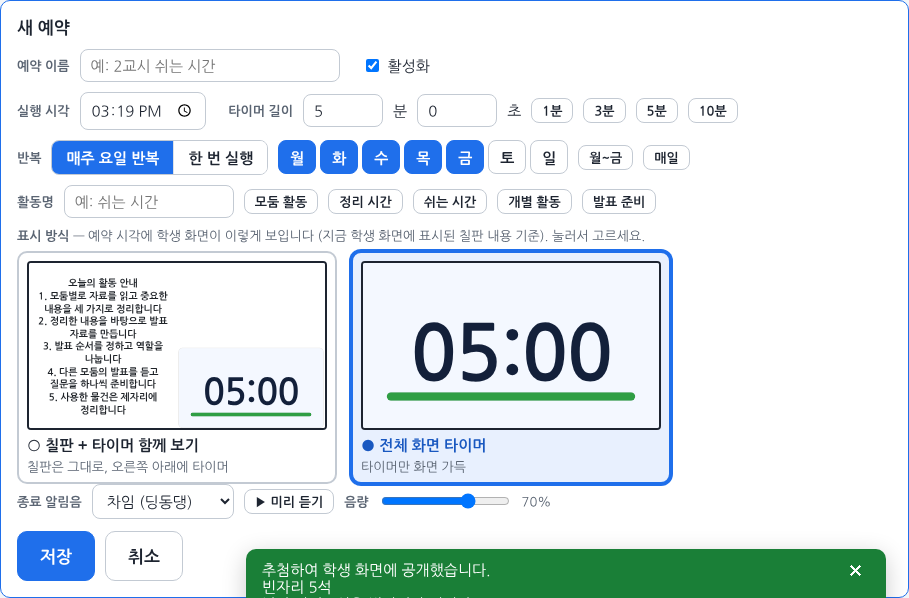 새 예약
예약 이름 예: 2교시 쉬는 시간 활성화
실행 시각 03:19 PM 타이머 길이 5 분 0 초 1분 3분 5분 10분
반복 매주 요일 반복 한 번 실행 월 화 수 목 금 토 일 월~금 매일
활동명 예: 쉬는 시간 모둠 활동 정리 시간 쉬는 시간 개별 활동 발표 준비
표시 방식 — 예약 시각에 학생 화면이 이렇게 보입니다 (지금 학생 화면에 표시된 칠판 내용 기준). 눌러서 고르세요.
오늘의 활동 안내
1. 모둠별로 자료를 읽고 중요한
내용을 세 가지로 정리합니다
2. 정리한 내용을 바탕으로 발표
자료를 만듭니다
3. 발표 순서를 정하고 역할을
나눕니다
4. 다른 모둠의 발표를 듣고
질문을 하나씩 준비합니다
5. 사용한 물건은 제자리에
정리합니다
05:00
칠판 + 타이머 함께 보기
칠판은 그대로, 오른쪽 아래에 타이머
05:00
전체 화면 타이머
타이머만 화면 가득
종료 알림음 차임 (딩동댕) ▶ 미리 듣기 음량 70%
저장 취소
추첨하여 학생 화면에 공개했습니다.
빈자리 5석